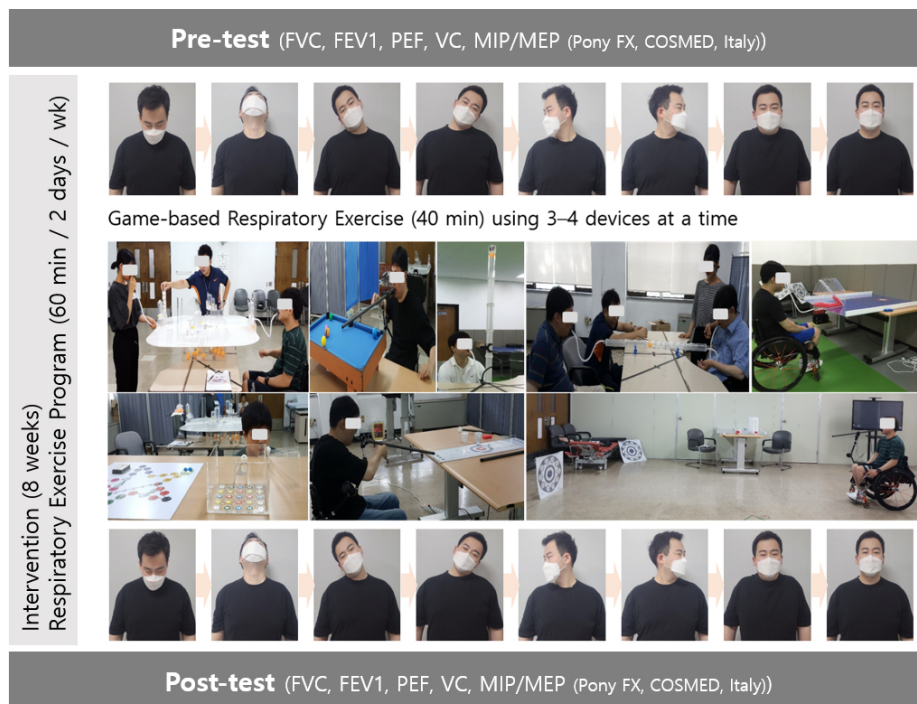 Pre-test (FVC, FEV1, PEF, VC, MIP/MEP (Pony FX, COSMED, Italy))
Intervention (8 weeks)
Respiratory Exercise Program (60 min / 2 days / wk)
Game-based Respiratory Exercise (40 min) using 3–4 devices at a time
Post-test (FVC, FEV1, PEF, VC, MIP/MEP (Pony FX, COSMED, Italy))